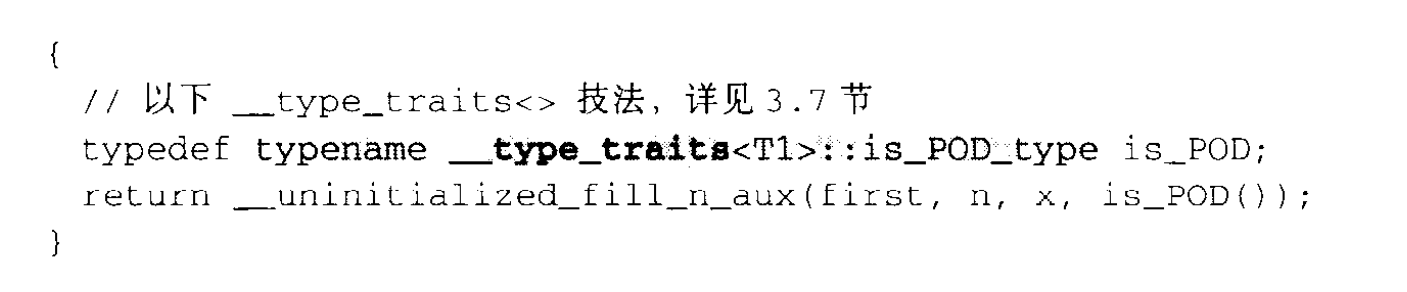 {
// 以下 __type_traits<> 技法, 详见 3.7 节
typedef typename __type_traits<T1>::is_POD_type is_POD;
return __uninitialized_fill_n_aux(first, n, x, is_POD());
}